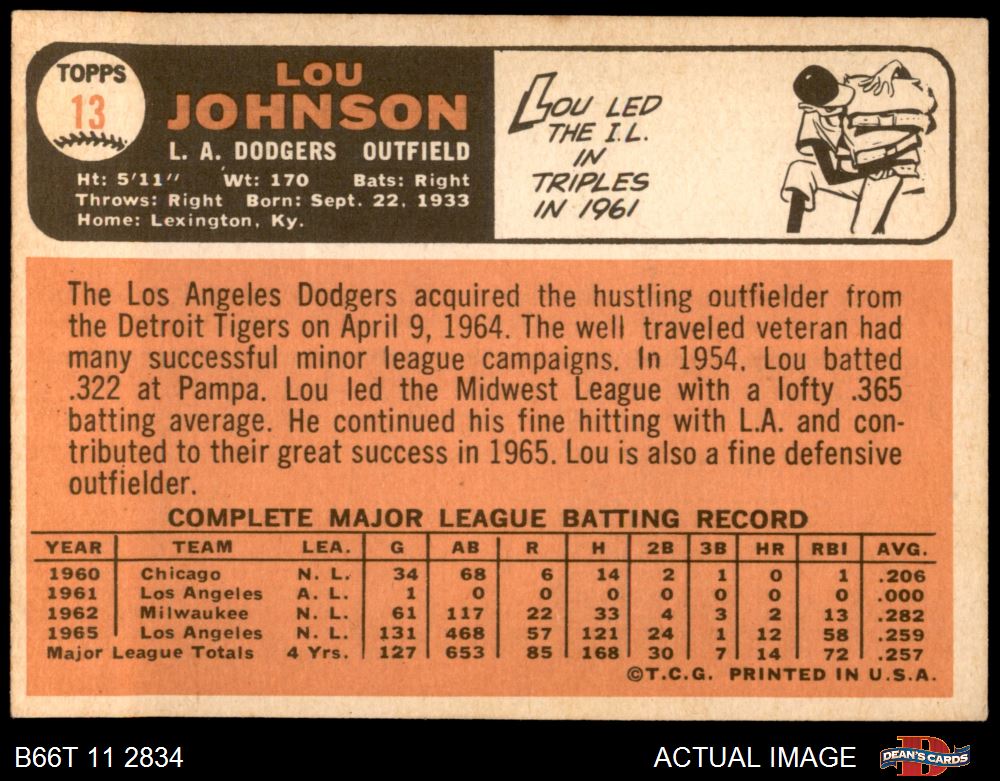 TOPPS
13
LOU
JOHNSON
L. A. DODGERS OUTFIELD
Ht: 5'11" Wt: 170 Bats: Right
Throws: Right Born: Sept. 22, 1933
Home: Lexington, Ky.
LOU LED
THE I.L.
IN
TRIPLES
IN 1961
The Los Angeles Dodgers acquired the hustling outfielder from
the Detroit Tigers on April 9, 1964. The well traveled veteran had
many successful minor league campaigns. In 1954, Lou batted
.322 at Pampa. Lou led the Midwest League with a lofty .365
batting average. He continued his fine hitting with L.A. and con-
tributed to their great success in 1965. Lou is also a fine defensive
outfielder.
COMPLETE MAJOR LEAGUE BATTING RECORD
YEAR TEAM LEA. G AB R H 2B 3B HR RBI AVG.
1960 Chicago N. L. 34 68 6 14 2 1 0 1 .206
1961 Los Angeles A. L. 1 0 0 0 0 0 0 0 .000
1962 Milwaukee N. L. 61 117 22 33 4 3 2 13 .282
1965 Los Angeles N. L. 131 468 57 121 24 1 12 58 .259
Major League Totals 4 Yrs. 127 653 85 168 30 7 14 72 .257
©T.C.G. PRINTED IN U.S.A.
B66T 11 2834
ACTUAL IMAGE
DEAN'S CARDS